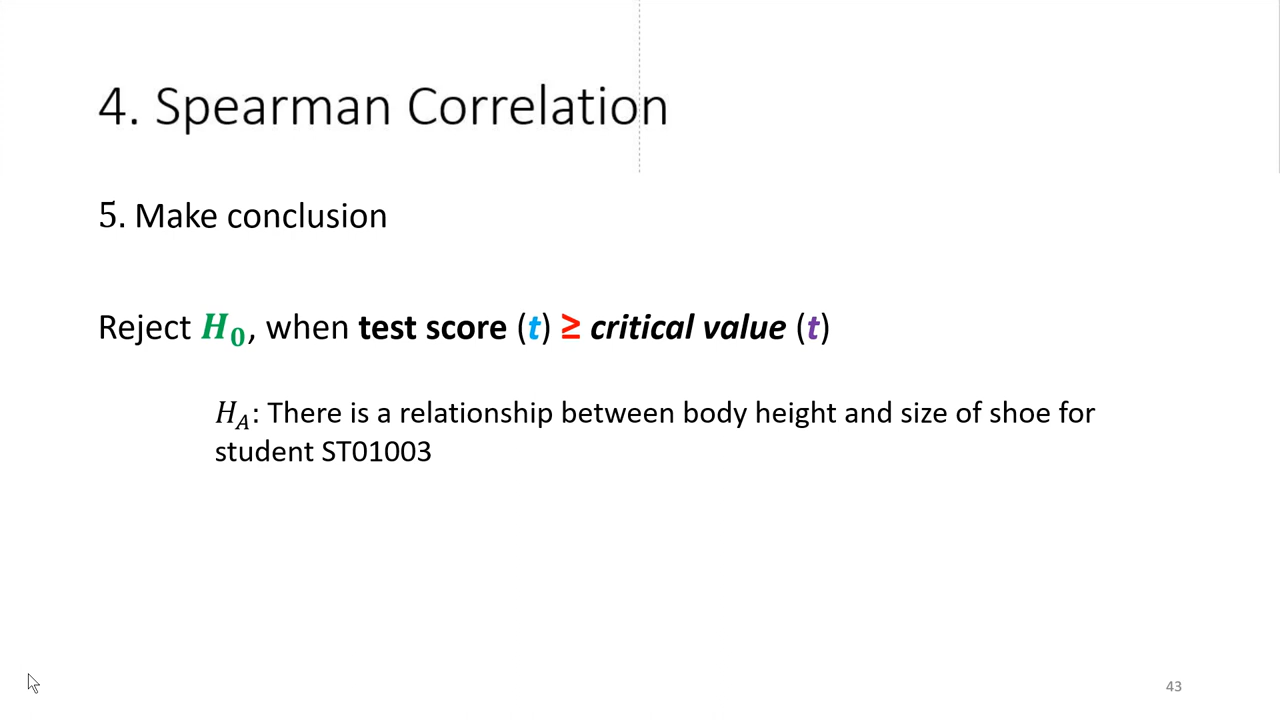 4. Spearman Correlation
5. Make conclusion
Reject H₀, when test score (t) ≥ critical value (t)
H_A: There is a relationship between body height and size of shoe for
student ST01003
43